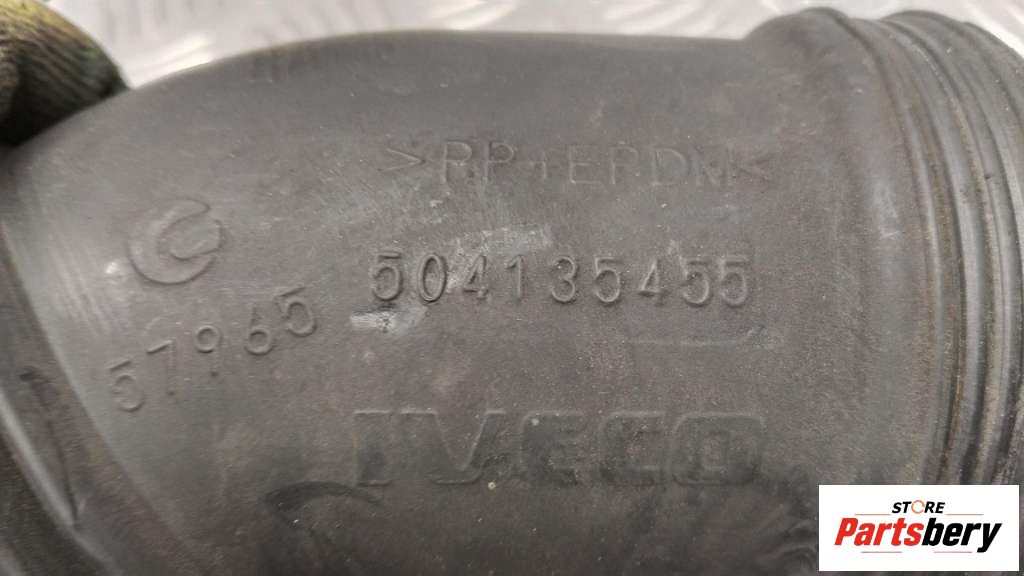 >PP+EPDM<
504135455
57965
IVECO
STORE
Partsbery